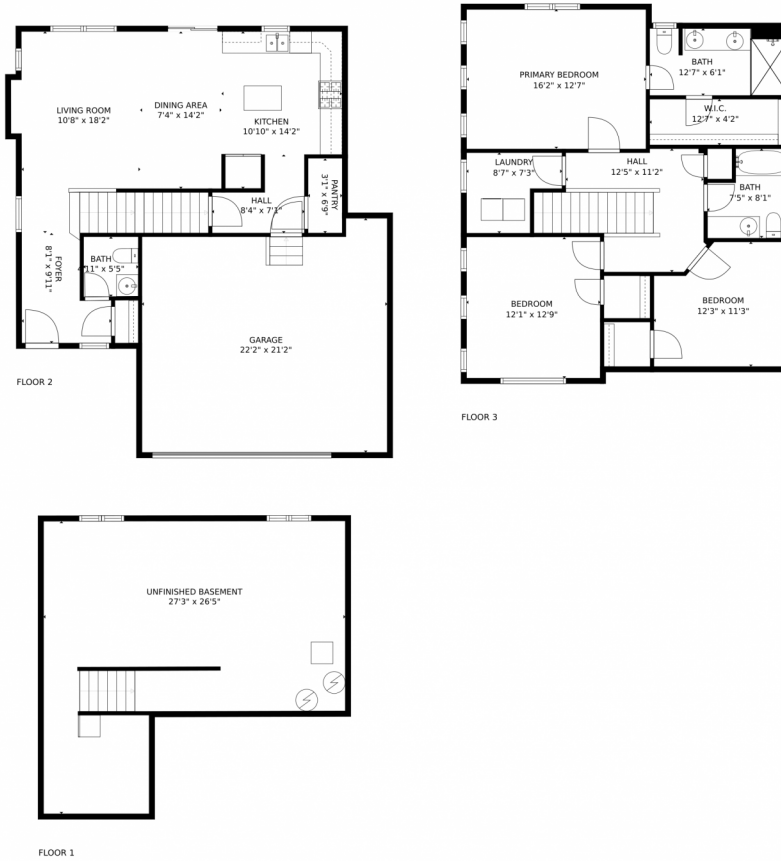 LIVING ROOM
10'8" x 18'2"
DINING AREA
7'4" x 14'2"
KITCHEN
10'10" x 14'2"
PANTRY
3'1" x 6'9"
HALL
8'4" x 7'1"
FOYER
8'1" x 9'11"
BATH
11" x 5'5"
GARAGE
22'2" x 21'2"
FLOOR 2
PRIMARY BEDROOM
16'2" x 12'7"
BATH
12'7" x 6'1"
W.I.C.
12'7" x 4'2"
LAUNDRY
8'7" x 7'3"
HALL
12'5" x 11'2"
BATH
7'5" x 8'1"
BEDROOM
12'1" x 12'9"
BEDROOM
12'3" x 11'3"
FLOOR 3
UNFINISHED BASEMENT
27'3" x 26'5"
FLOOR 1